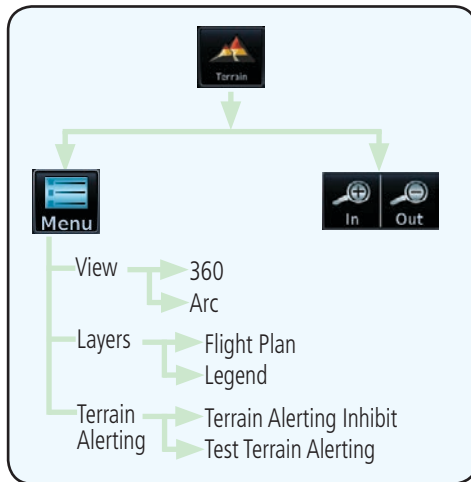 Terrain
Menu
In
Out
View
360
Arc
Layers
Flight Plan
Legend
Terrain
Alerting
Terrain Alerting Inhibit
Test Terrain Alerting